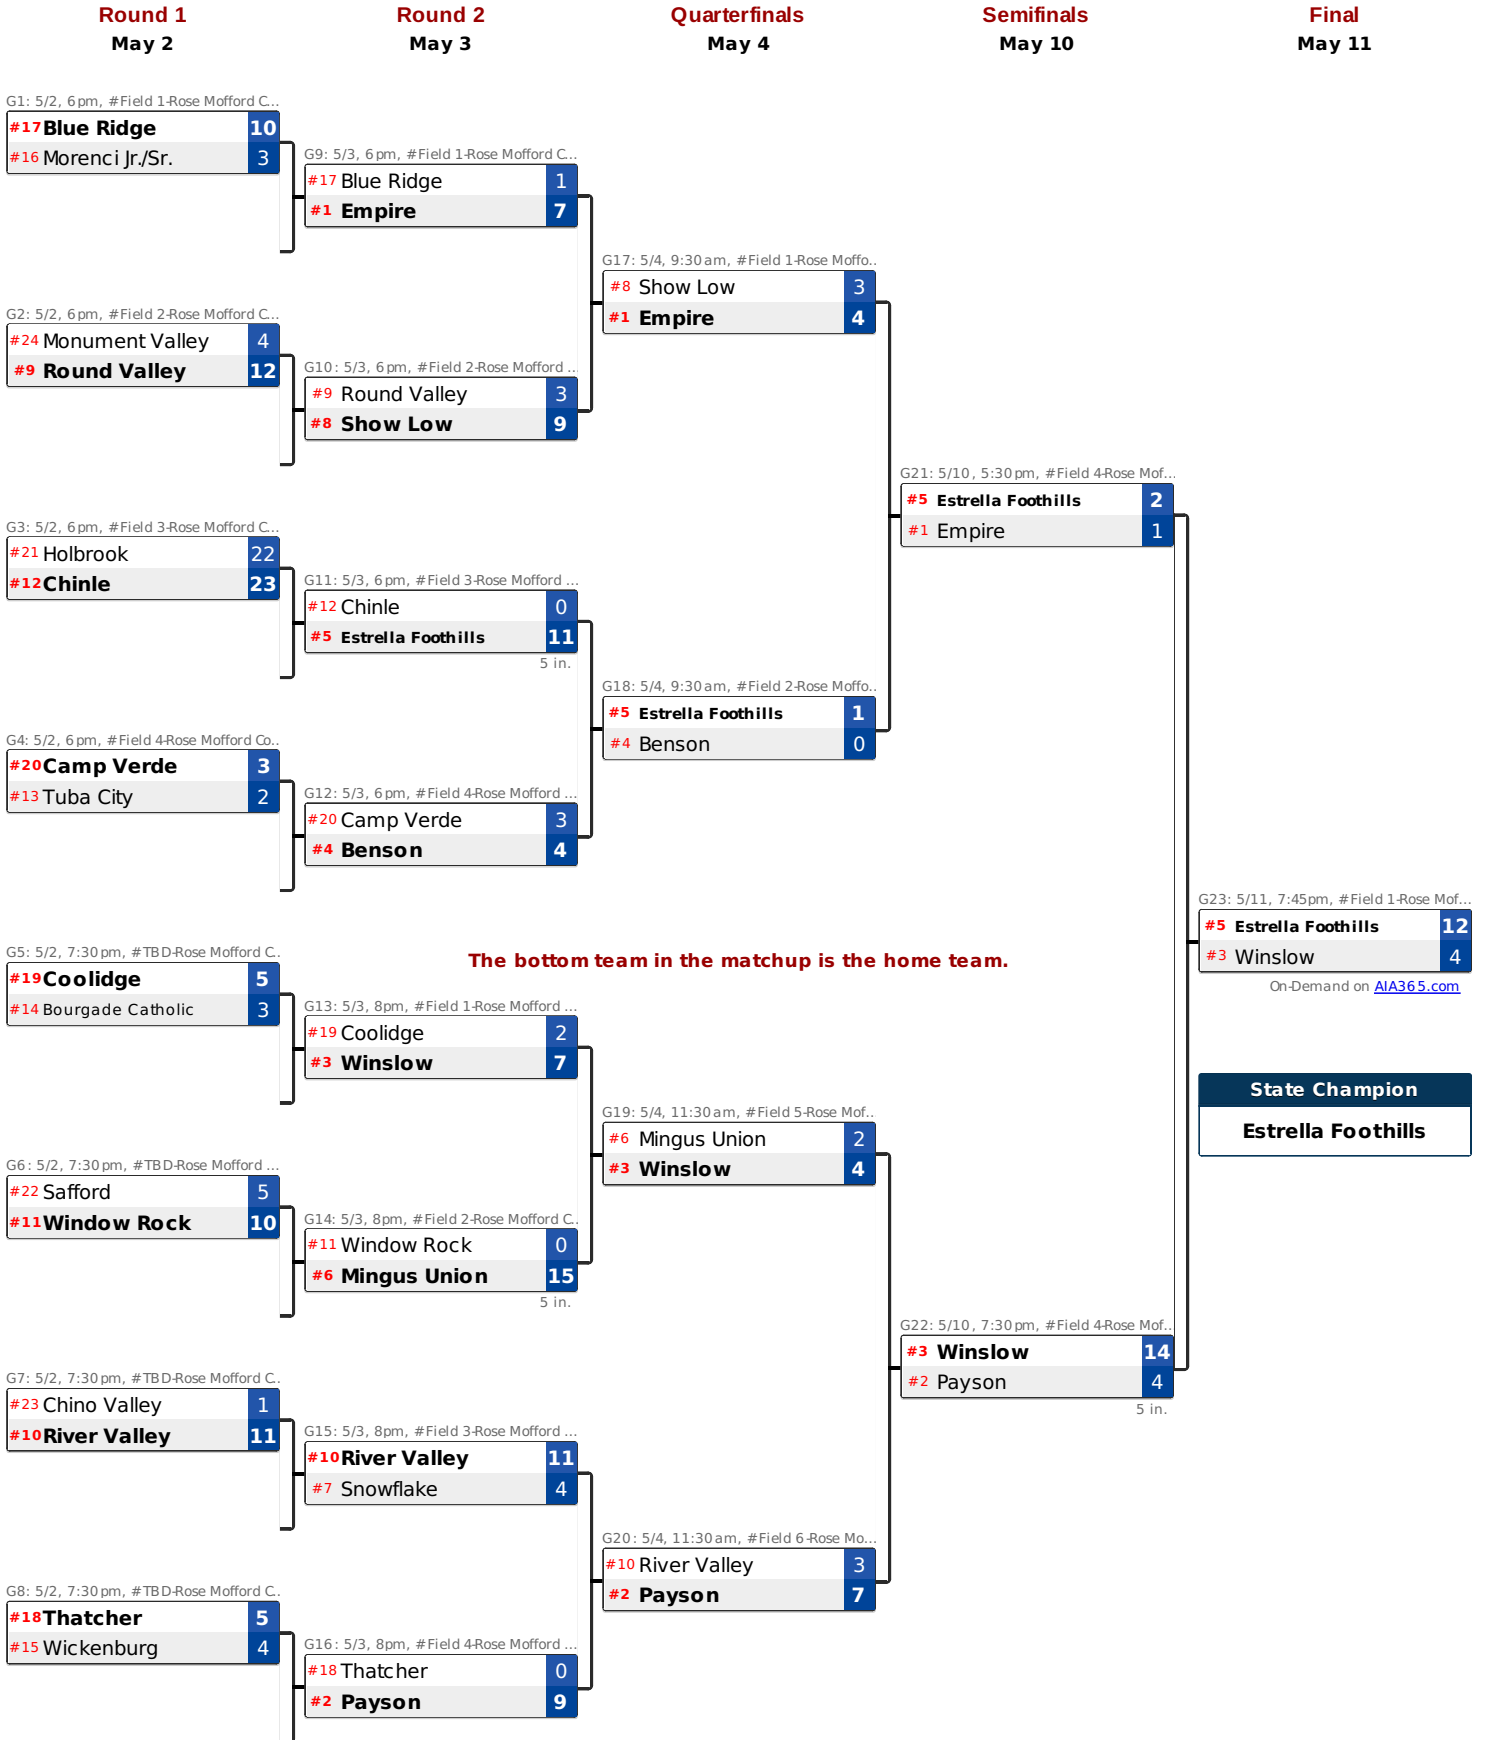 Round 1
May 2
Round 2
May 3
Quarterfinals
May 4
Semifinals
May 10
Final
May 11
G1: 5/2, 6pm, #Field 1-Rose Mofford C...
#17 Blue Ridge 10
#16 Morenci Jr./Sr. 3
G2: 5/2, 6pm, #Field 2-Rose Mofford C...
#24 Monument Valley 4
#9 Round Valley 12
G3: 5/2, 6pm, #Field 3-Rose Mofford C...
#21 Holbrook 22
#12 Chinle 23
G4: 5/2, 6pm, #Field 4-Rose Mofford Co...
#20 Camp Verde 3
#13 Tuba City 2
G5: 5/2, 7:30pm, #TBD-Rose Mofford C...
#19 Coolidge 5
#14 Bourgade Catholic 3
G6: 5/2, 7:30pm, #TBD-Rose Mofford ...
#22 Safford 5
#11 Window Rock 10
G7: 5/2, 7:30pm, #TBD-Rose Mofford C...
#23 Chino Valley 1
#10 River Valley 11
G8: 5/2, 7:30pm, #TBD-Rose Mofford C...
#18 Thatcher 5
#15 Wickenburg 4
G9: 5/3, 6pm, #Field 1-Rose Mofford C...
#17 Blue Ridge 1
#1 Empire 7
G10: 5/3, 6pm, #Field 2-Rose Mofford ...
#9 Round Valley 3
#8 Show Low 9
G11: 5/3, 6pm, #Field 3-Rose Mofford ...
#12 Chinle 0
#5 Estrella Foothills 11
5 in.
G12: 5/3, 6pm, #Field 4-Rose Mofford ...
#20 Camp Verde 3
#4 Benson 4
The bottom team in the matchup is the home team.
G13: 5/3, 8pm, #Field 1-Rose Mofford ...
#19 Coolidge 2
#3 Winslow 7
G14: 5/3, 8pm, #Field 2-Rose Mofford C...
#11 Window Rock 0
#6 Mingus Union 15
5 in.
G15: 5/3, 8pm, #Field 3-Rose Mofford ...
#10 River Valley 11
#7 Snowflake 4
G16: 5/3, 8pm, #Field 4-Rose Mofford ...
#18 Thatcher 0
#2 Payson 9
G17: 5/4, 9:30am, #Field 1-Rose Moffo...
#8 Show Low 3
#1 Empire 4
G18: 5/4, 9:30am, #Field 2-Rose Moffo...
#5 Estrella Foothills 1
#4 Benson 0
G19: 5/4, 11:30am, #Field 5-Rose Mof...
#6 Mingus Union 2
#3 Winslow 4
G20: 5/4, 11:30am, #Field 6-Rose Mo...
#10 River Valley 3
#2 Payson 7
G21: 5/10, 5:30pm, #Field 4-Rose Mof...
#5 Estrella Foothills 2
#1 Empire 1
G22: 5/10, 7:30pm, #Field 4-Rose Mof...
#3 Winslow 14
#2 Payson 4
5 in.
G23: 5/11, 7:45pm, #Field 1-Rose Mof...
#5 Estrella Foothills 12
#3 Winslow 4
On-Demand on AIA365.com
State Champion
Estrella Foothills